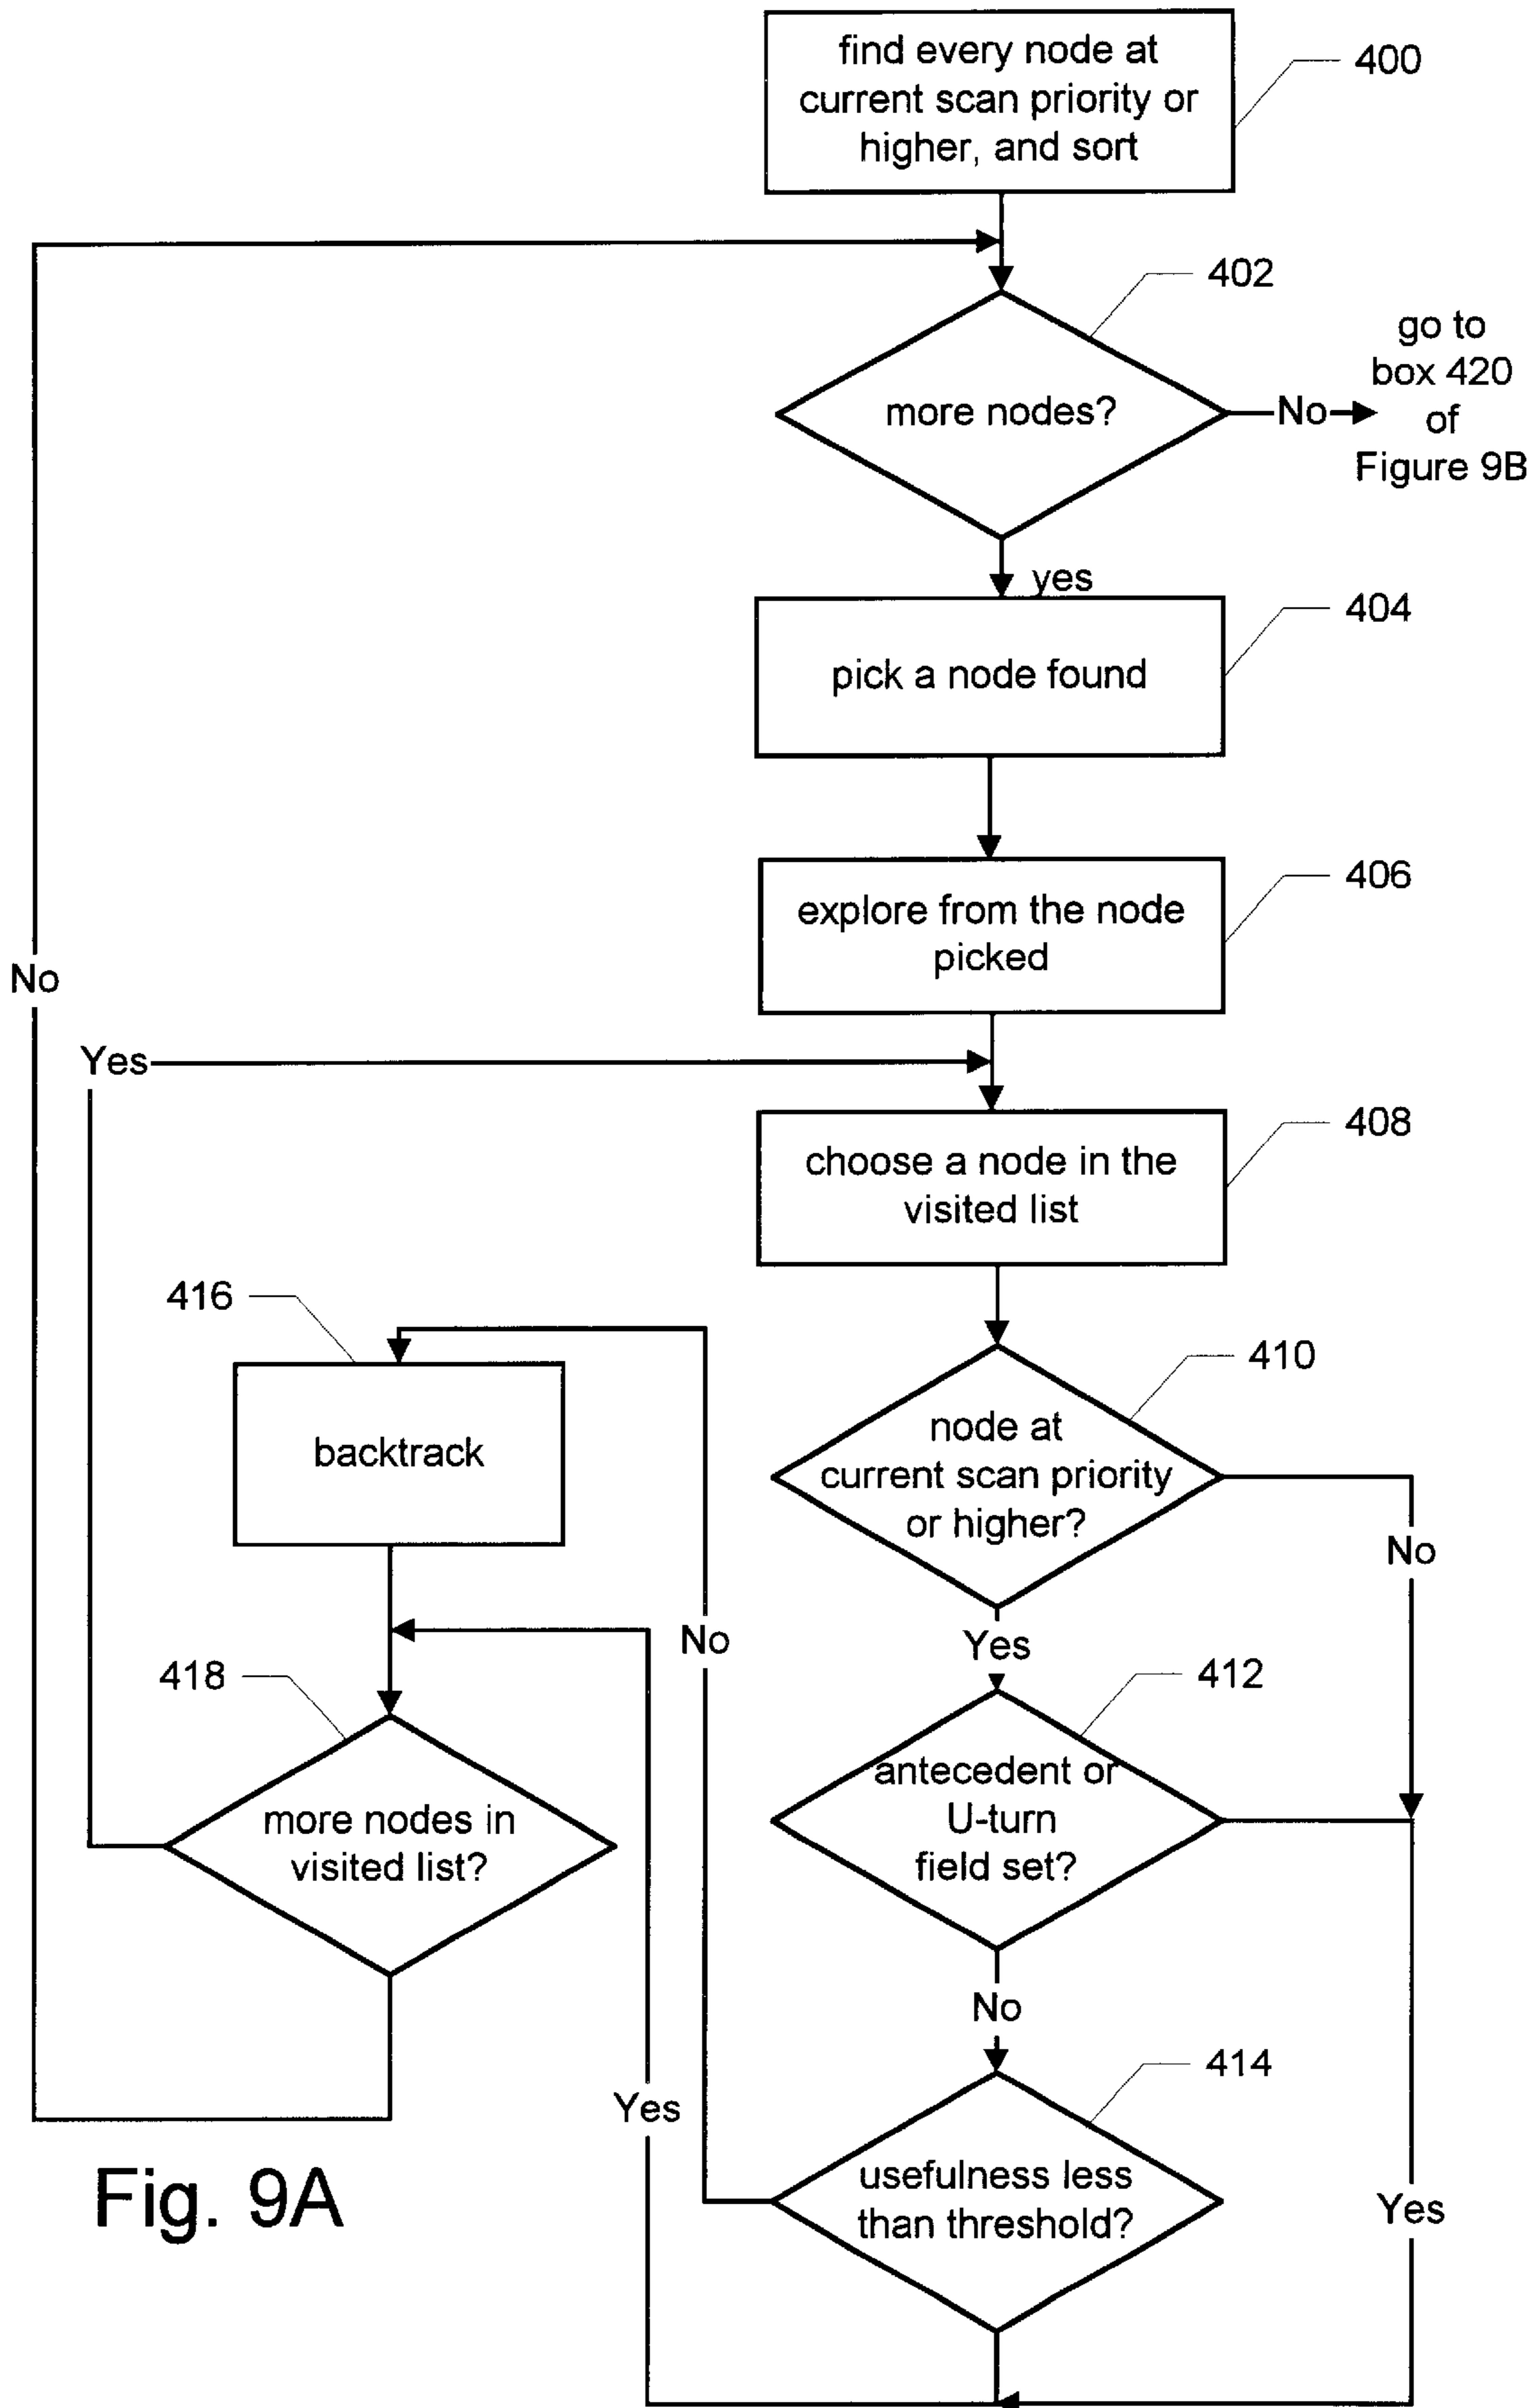 find every node at
current scan priority or
higher, and sort
400
402
more nodes?
No
go to
box 420
of
Figure 9B
yes
404
pick a node found
406
explore from the node
picked
No
Yes
408
choose a node in the
visited list
416
backtrack
410
node at
current scan priority
or higher?
No
Yes
No
418
more nodes in
visited list?
412
antecedent or
U-turn
field set?
No
414
Yes
usefulness less
than threshold?
Yes
Fig. 9A